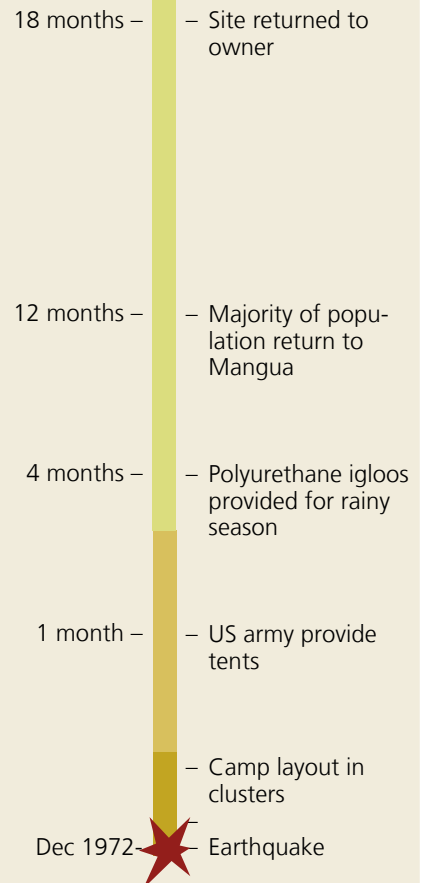 18 months – – Site returned to
owner
12 months – – Majority of popu-
lation return to
Mangua
4 months – – Polyurethane igloos
provided for rainy
season
1 month – – US army provide
tents
– Camp layout in
clusters
–
Dec 1972- – Earthquake